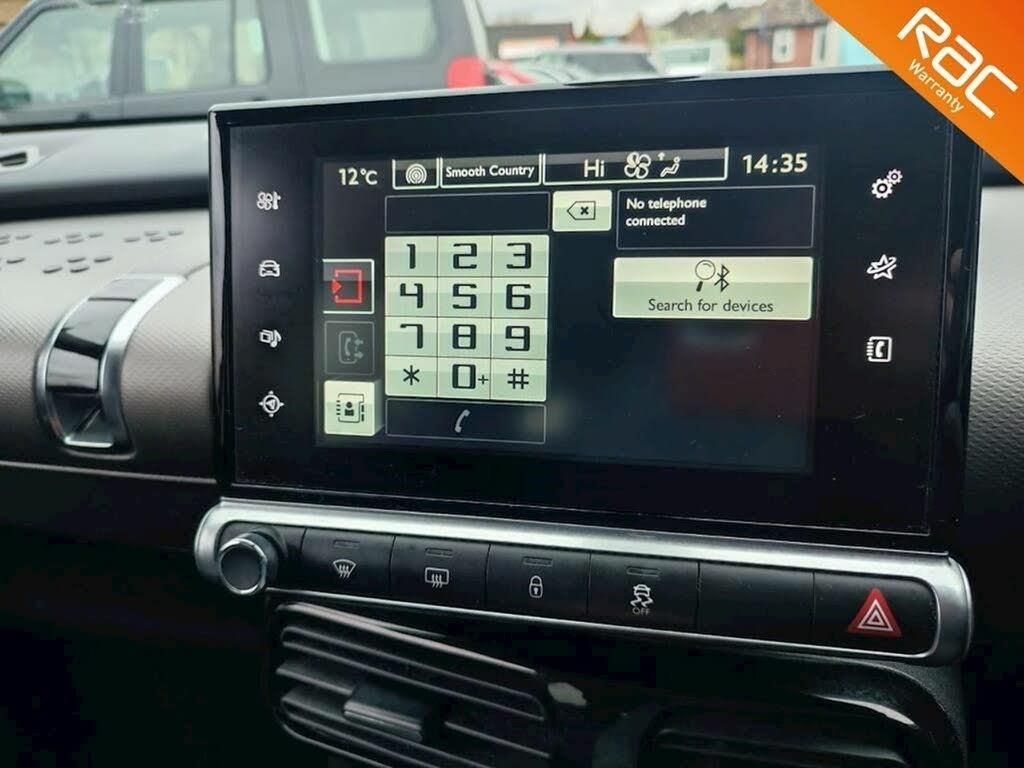 rac
Warranty
12°C Smooth Country Hi 14:35
No telephone
connected
1 2 3
4 5 6
7 8 9
* 0+ #
Search for devices
OFF